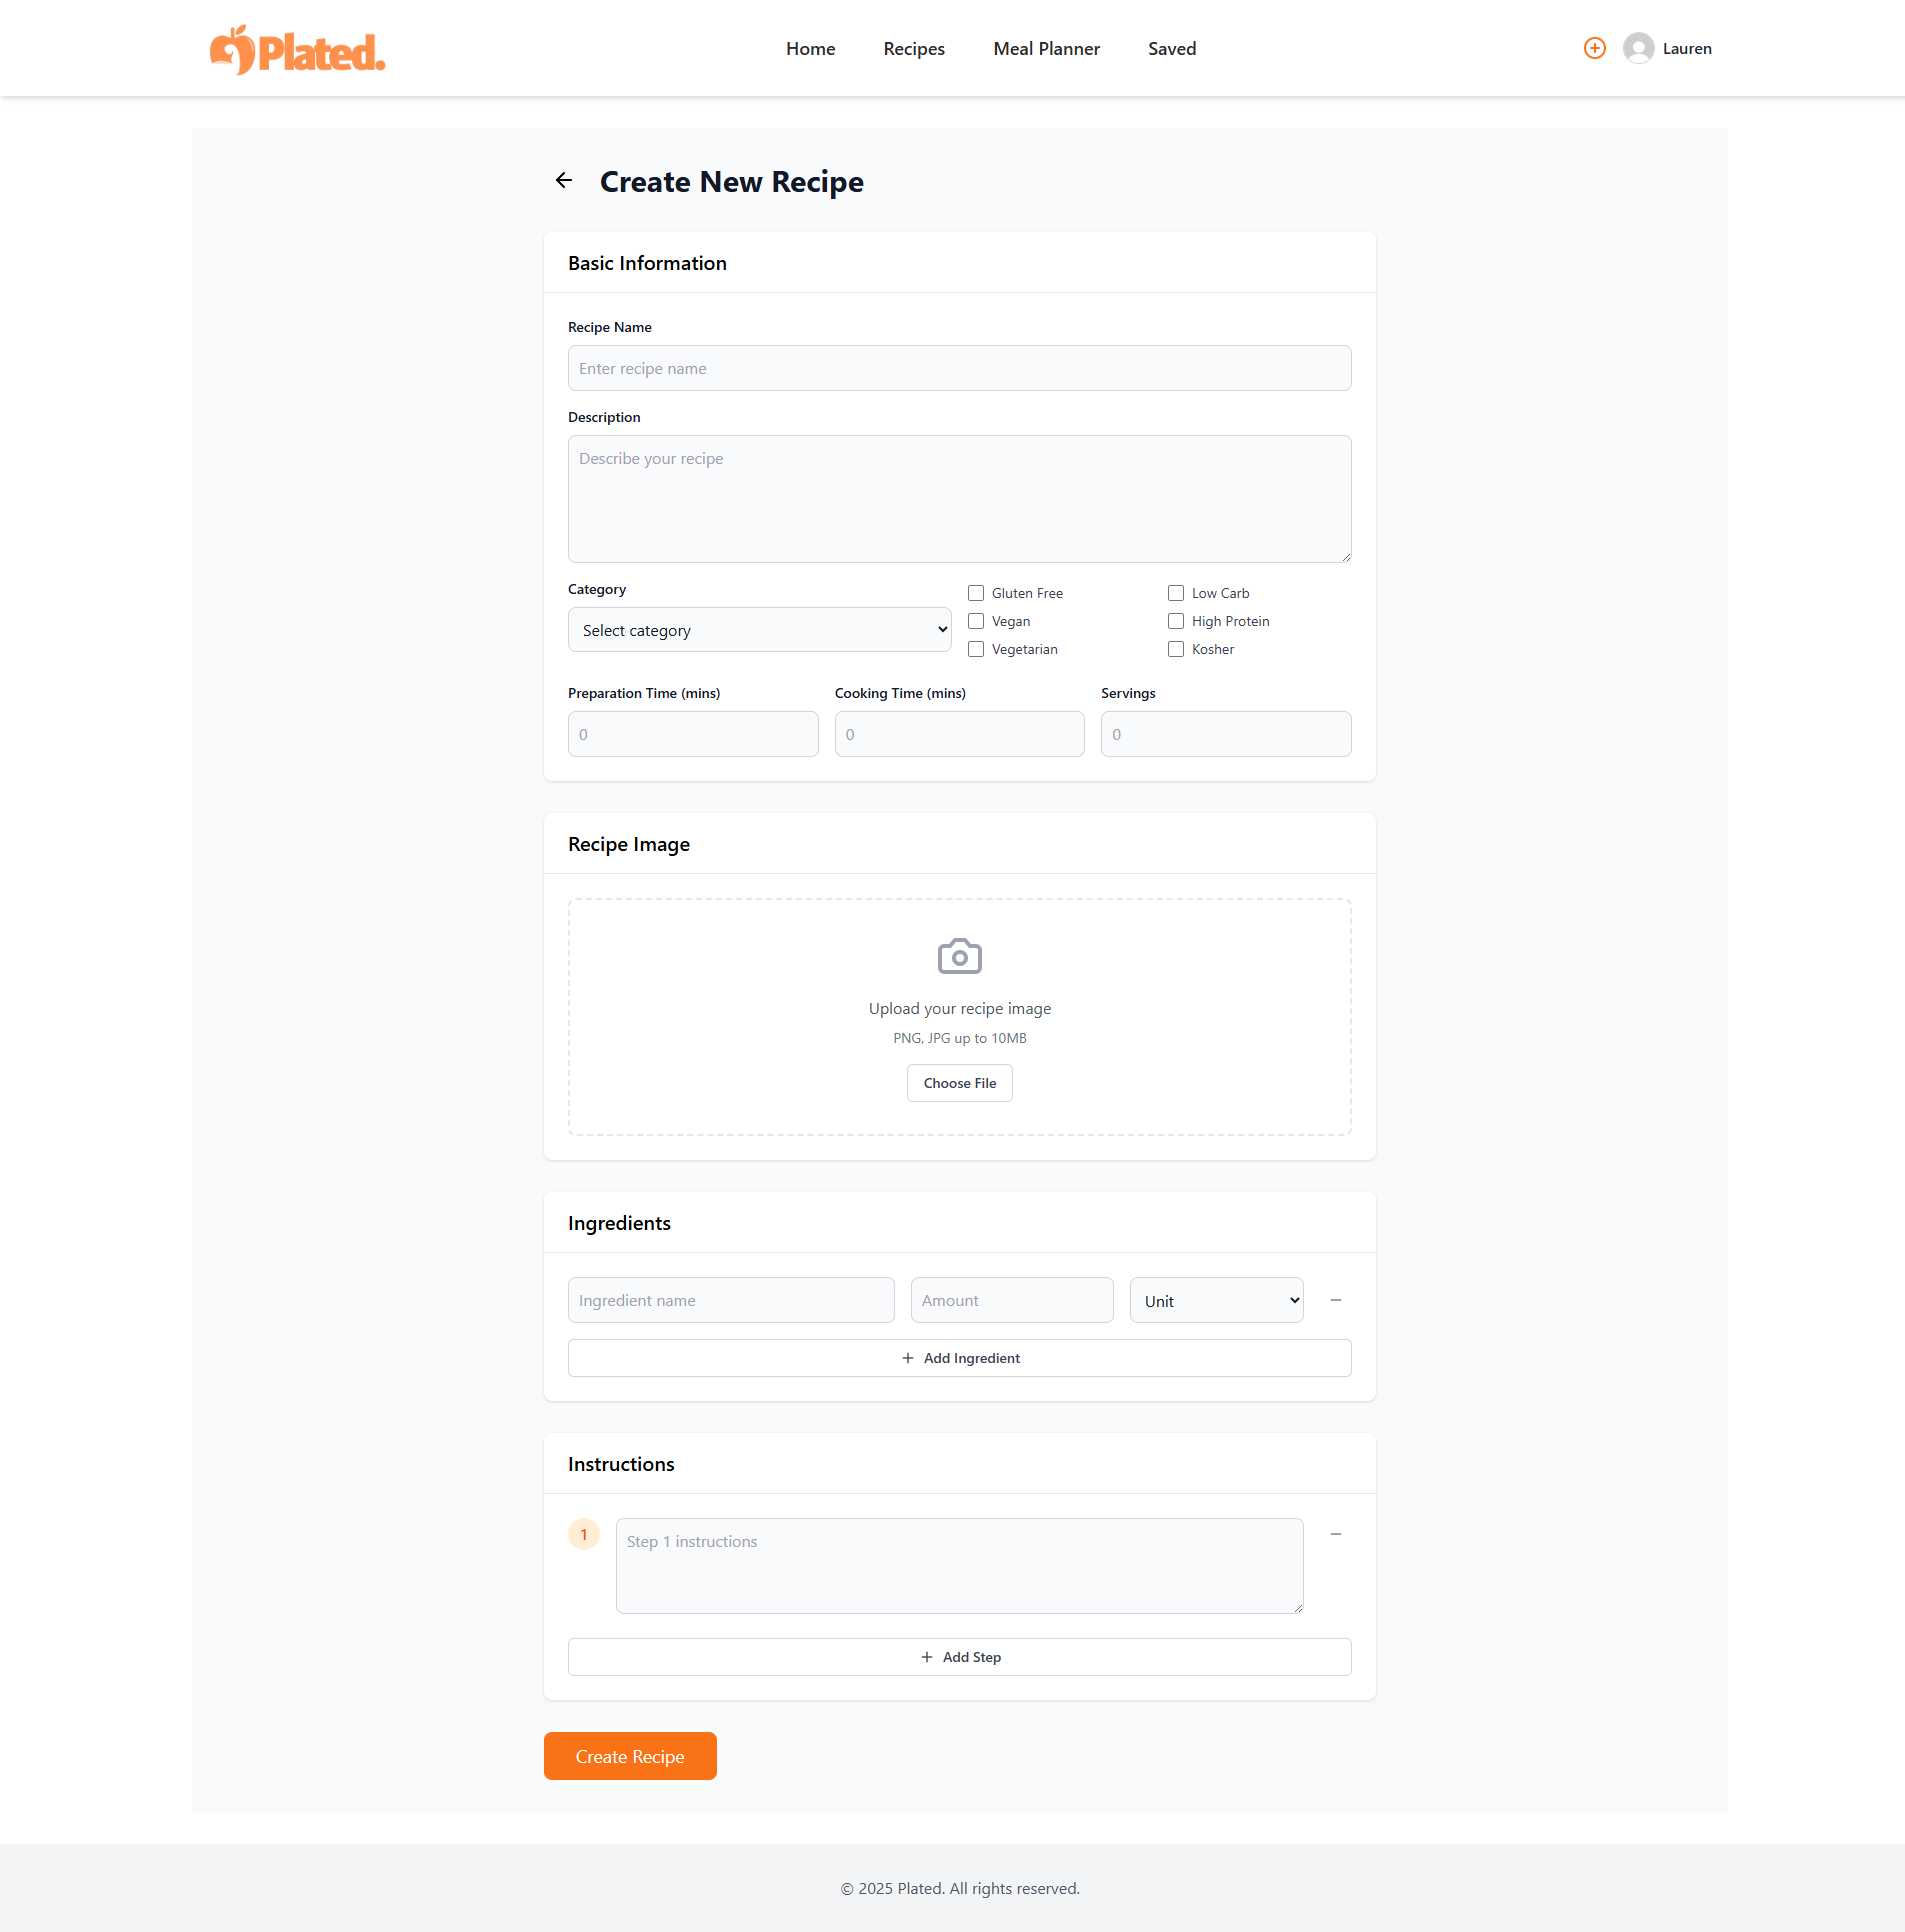 Plated.
Home Recipes Meal Planner Saved
Lauren
Create New Recipe
Basic Information
Recipe Name
Enter recipe name
Description
Describe your recipe
Category
Select category
Gluten Free
Low Carb
Vegan
High Protein
Vegetarian
Kosher
Preparation Time (mins) Cooking Time (mins) Servings
0 0 0
Recipe Image
Upload your recipe image
PNG, JPG up to 10MB
Choose File
Ingredients
Ingredient name Amount Unit
Add Ingredient
Instructions
1
Step 1 instructions
Add Step
Create Recipe
© 2025 Plated. All rights reserved.